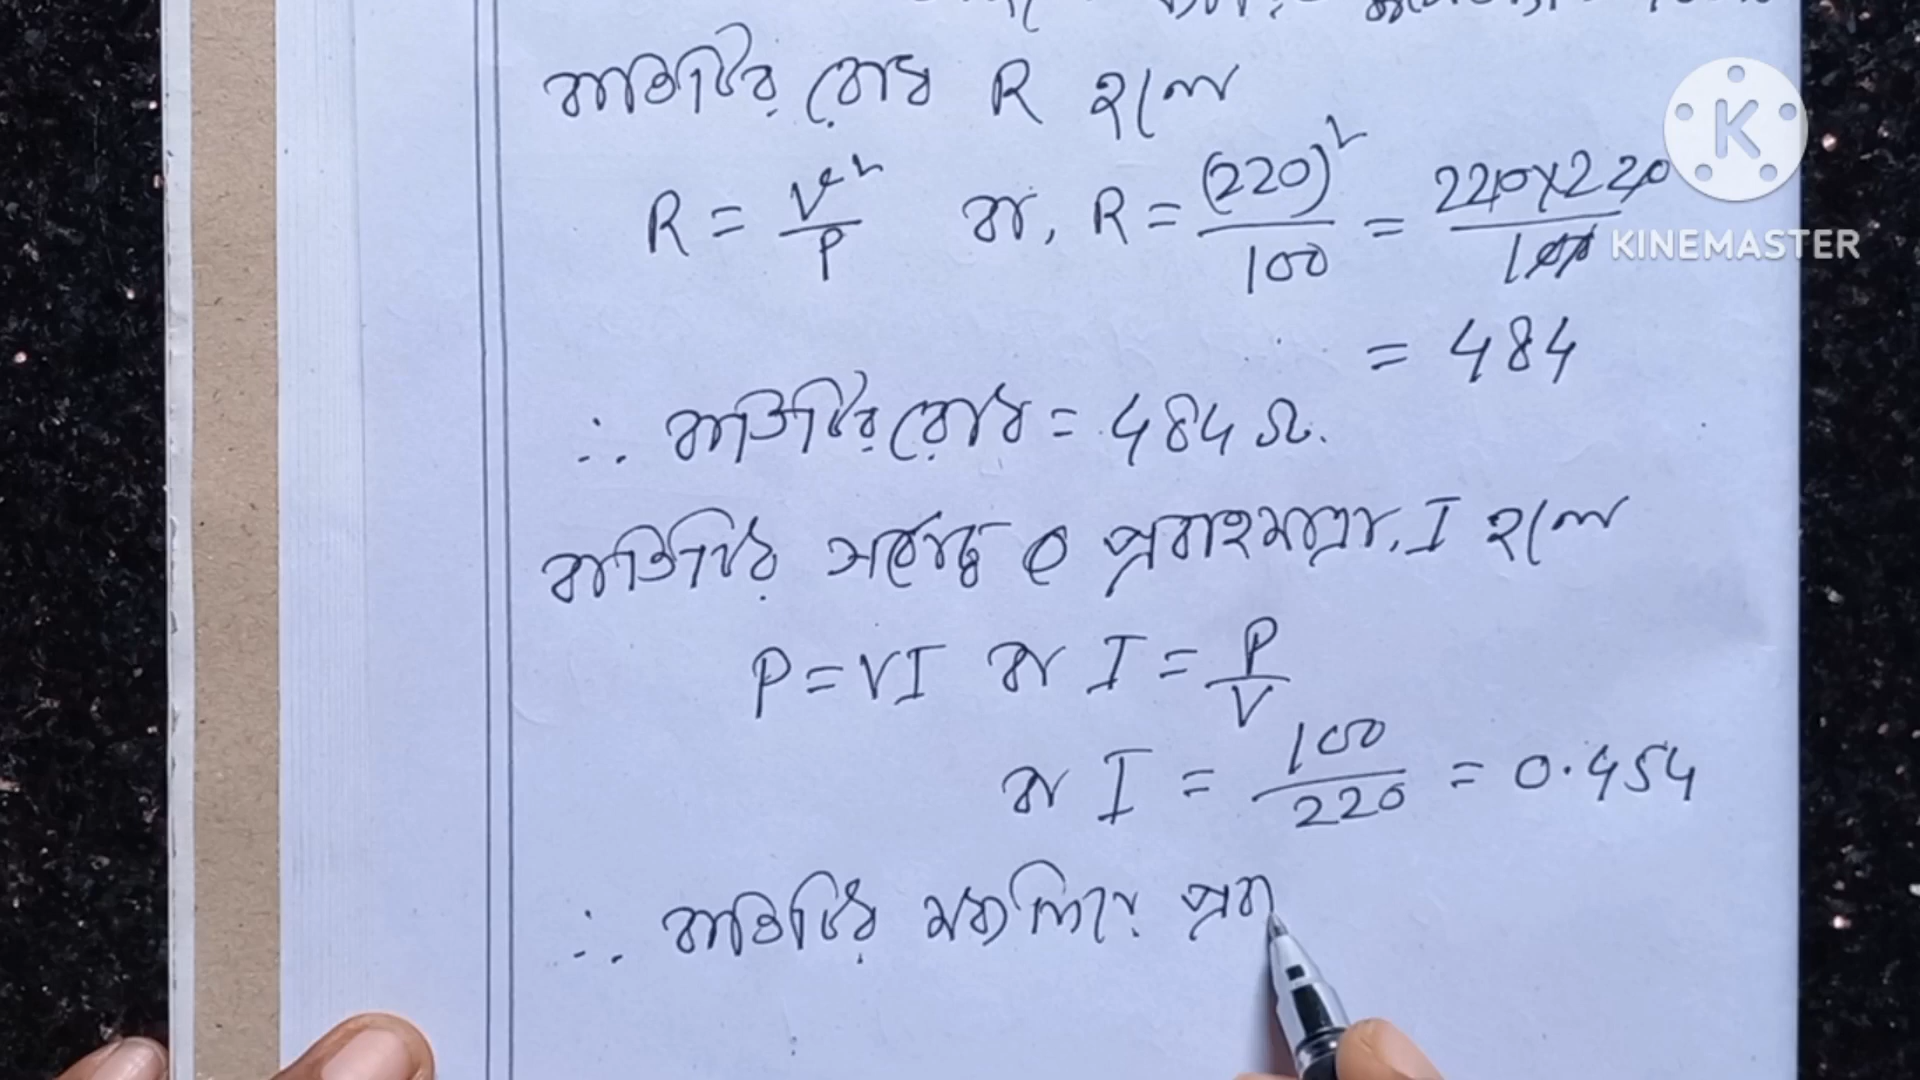 বাতিটির রোধ R হলে
R = V²/P বা, R = (220)²/100 = 220×220/100
= 484
∴ বাতিটির রোধ = 484 Ω.
বাতিটির সর্বোচ্চ প্রবাহমাত্রা, I হলে
P = VI বা I = P/V
বা I = 100/220 = 0.454
∴ বাতিটির মধ্যদিয়ে প্রবা
K
KINEMASTER